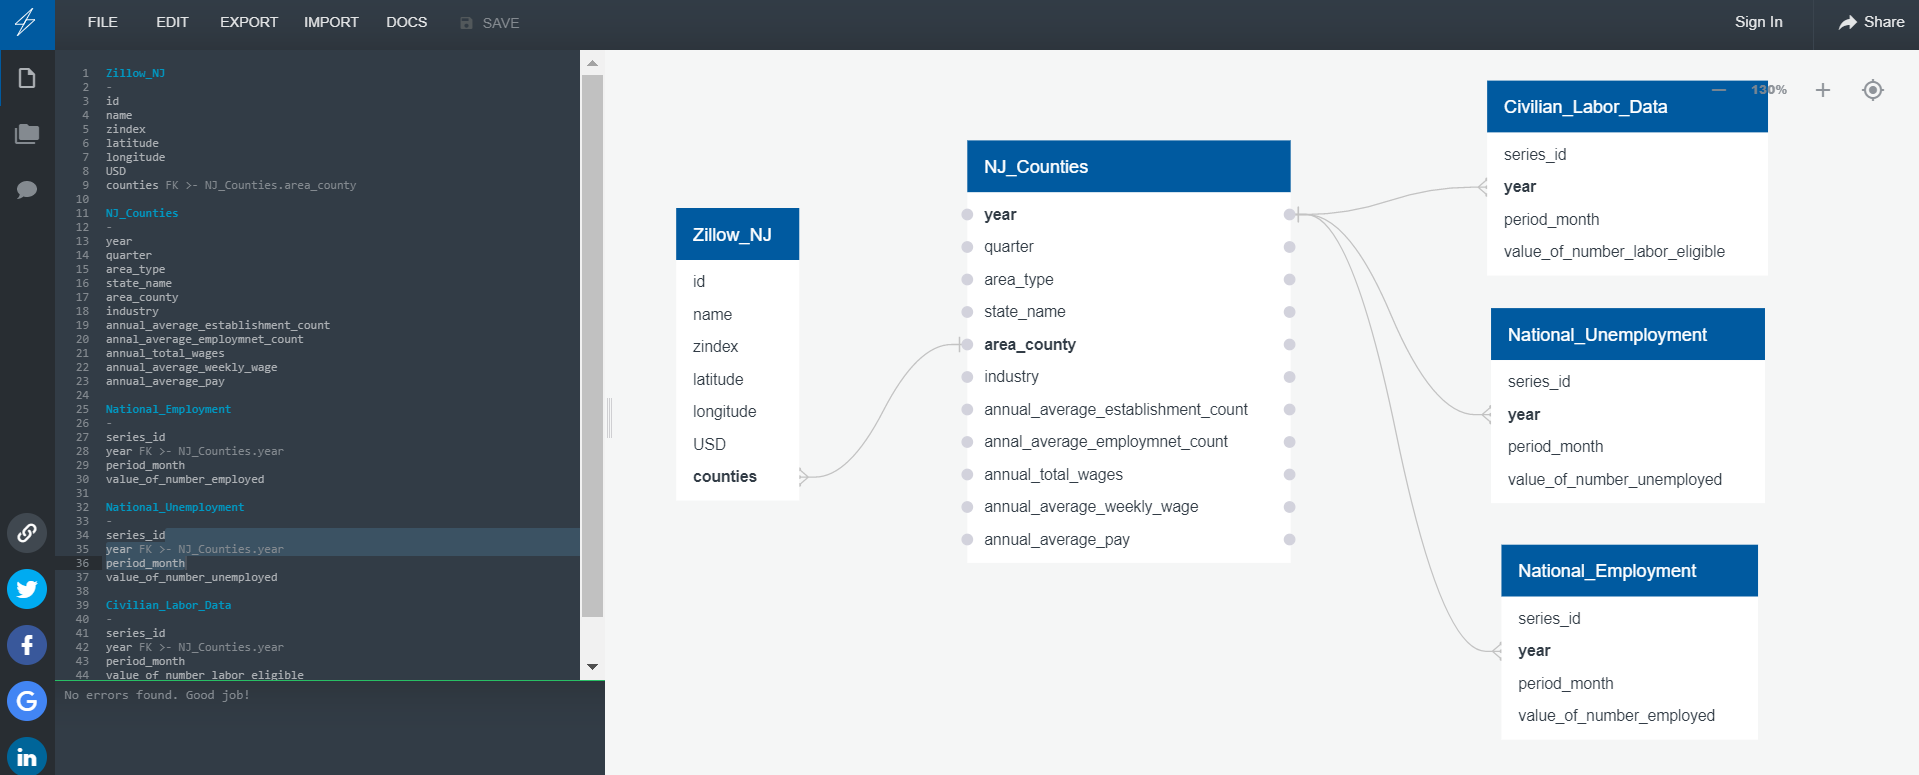 FILE EDIT EXPORT IMPORT DOCS SAVE Sign In Share
1 Zillow_NJ
2 -
3 id
4 name
5 zindex
6 latitude
7 longitude
8 USD
9 counties FK >- NJ_Counties.area_county
10
11 NJ_Counties
12 -
13 year
14 quarter
15 area_type
16 state_name
17 area_county
18 industry
19 annual_average_establishment_count
20 annal_average_employmnet_count
21 annual_total_wages
22 annual_average_weekly_wage
23 annual_average_pay
24
25 National_Employment
26 -
27 series_id
28 year FK >- NJ_Counties.year
29 period_month
30 value_of_number_employed
31
32 National_Unemployment
33 -
34 series_id
35 year FK >- NJ_Counties.year
36 period_month
37 value_of_number_unemployed
38
39 Civilian_Labor_Data
40 -
41 series_id
42 year FK >- NJ_Counties.year
43 period_month
44 value_of_number_labor_eligible
No errors found. Good job!
Zillow_NJ
id
name
zindex
latitude
longitude
USD
counties
NJ_Counties
year
quarter
area_type
state_name
area_county
industry
annual_average_establishment_count
annal_average_employmnet_count
annual_total_wages
annual_average_weekly_wage
annual_average_pay
130%
Civilian_Labor_Data
series_id
year
period_month
value_of_number_labor_eligible
National_Unemployment
series_id
year
period_month
value_of_number_unemployed
National_Employment
series_id
year
period_month
value_of_number_employed